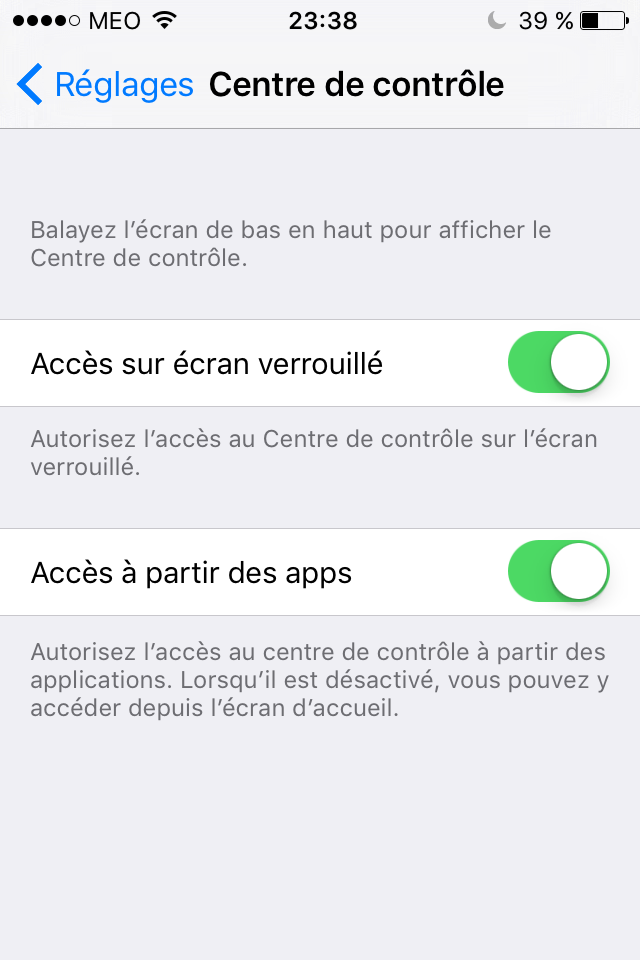 MEO 23:38 39 %
Réglages Centre de contrôle
Balayez l’écran de bas en haut pour afficher le
Centre de contrôle.
Accès sur écran verrouillé
Autorisez l’accès au Centre de contrôle sur l’écran
verrouillé.
Accès à partir des apps
Autorisez l’accès au centre de contrôle à partir des
applications. Lorsqu’il est désactivé, vous pouvez y
accéder depuis l’écran d’accueil.